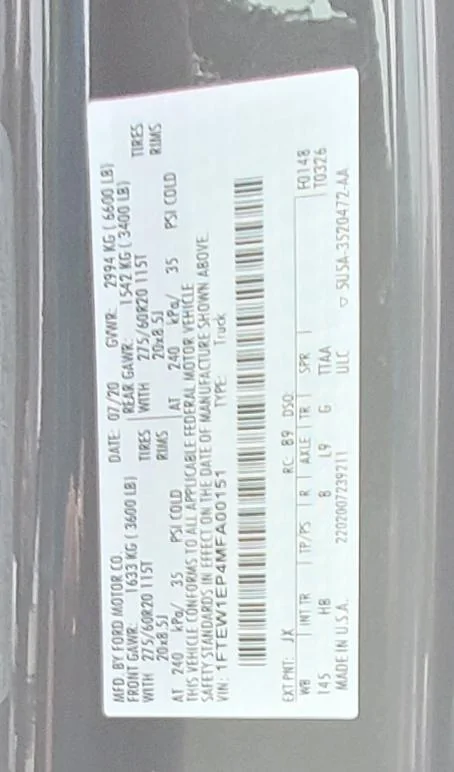 MFD. BY FORD MOTOR CO. DATE: 07/20 GVWR: 2994 KG ( 6600 LB)
FRONT GAWR: 1633 KG ( 3600 LB) REAR GAWR: 1542 KG ( 3400 LB)
WITH 275/60R20 115T TIRES WITH 275/60R20 115T TIRES
20x8.5J RIMS 20x8.5J RIMS
AT 240 kPa/ 35 PSI COLD AT 240 kPa/ 35 PSI COLD
THIS VEHICLE CONFORMS TO ALL APPLICABLE FEDERAL MOTOR VEHICLE
SAFETY STANDARDS IN EFFECT ON THE DATE OF MANUFACTURE SHOWN ABOVE.
VIN: 1FTEW1EP4MFA00151 TYPE: Truck
EXT PNT: JX RC: 89 DSO: F0148
WB INT TR TP/PS R AXLE TR SPR T0326
145 HB B L9 G TTAA
MADE IN U.S.A. 2202007239211 ULC ▽ 5U5A-3520472-AA